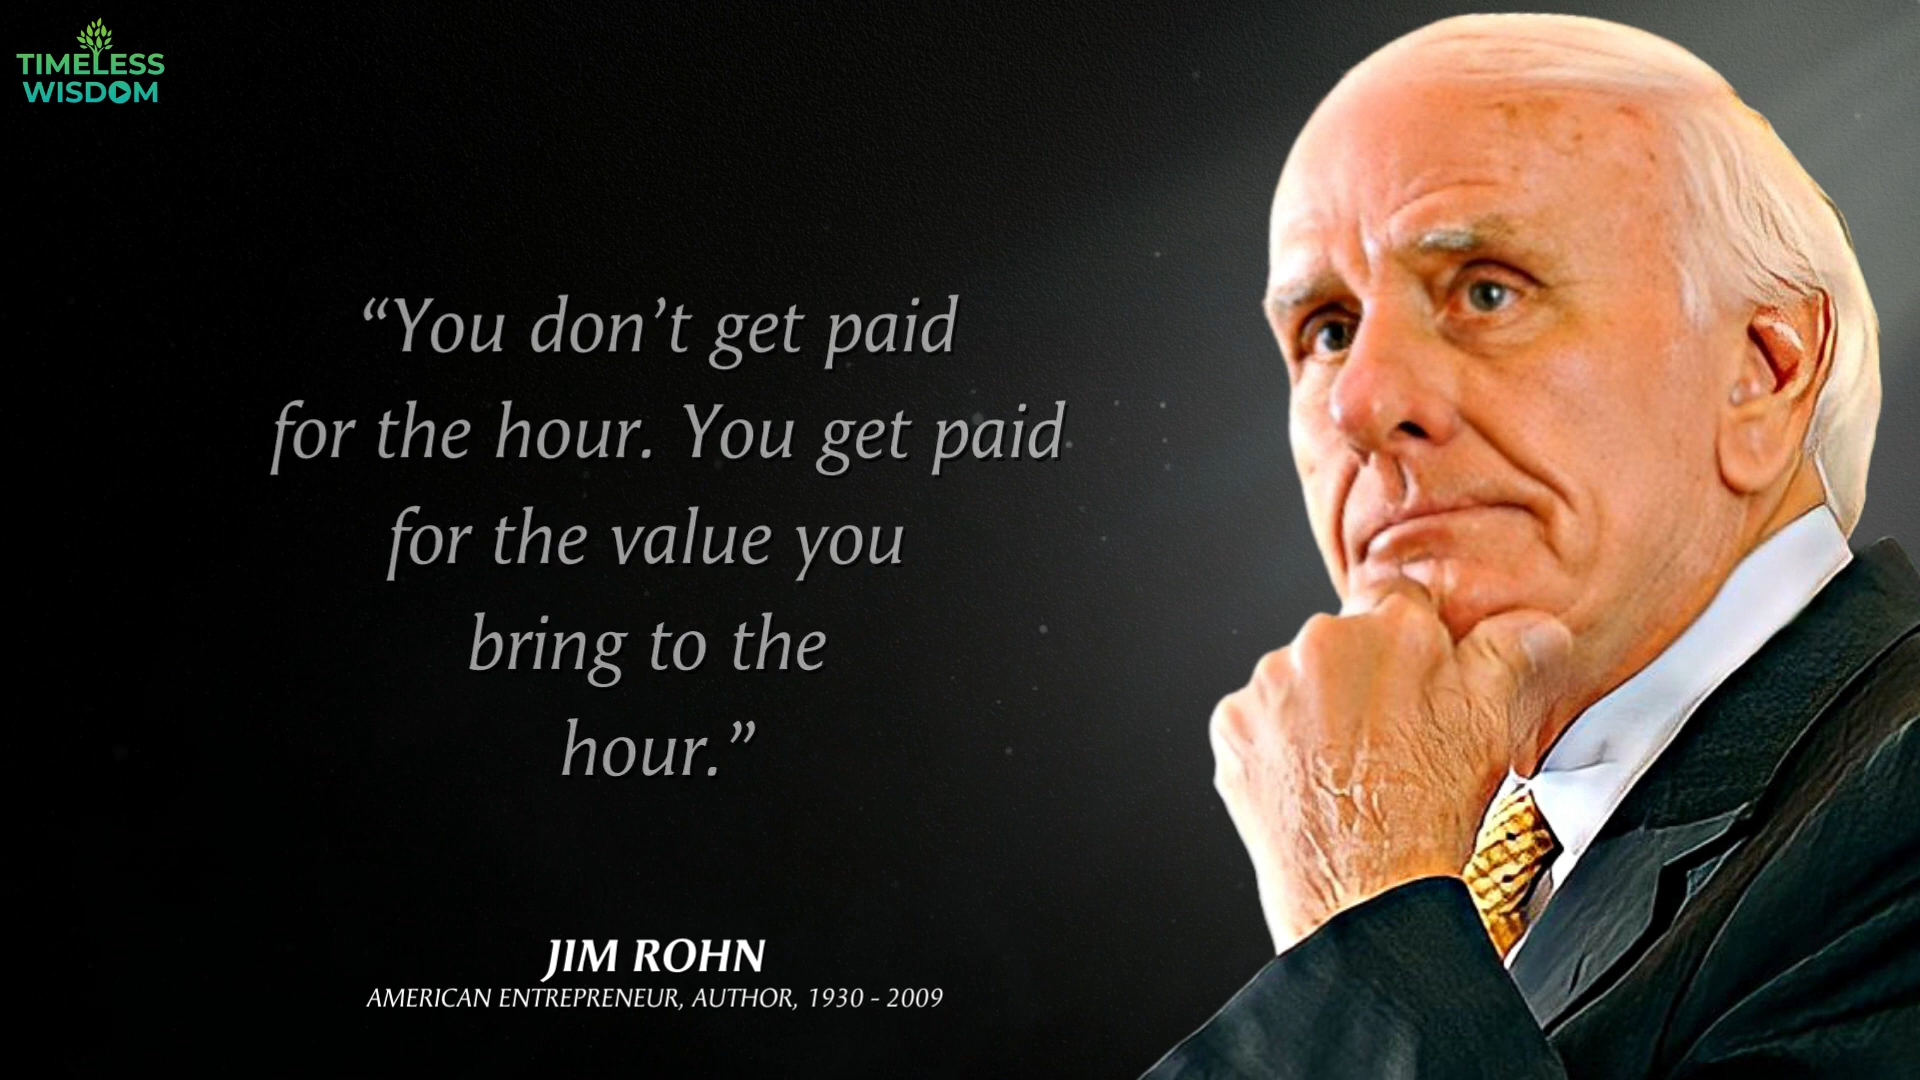 TIMELESS
WISDOM
“You don’t get paid
for the hour. You get paid
for the value you
bring to the
hour.”
JIM ROHN
AMERICAN ENTREPRENEUR, AUTHOR, 1930 - 2009